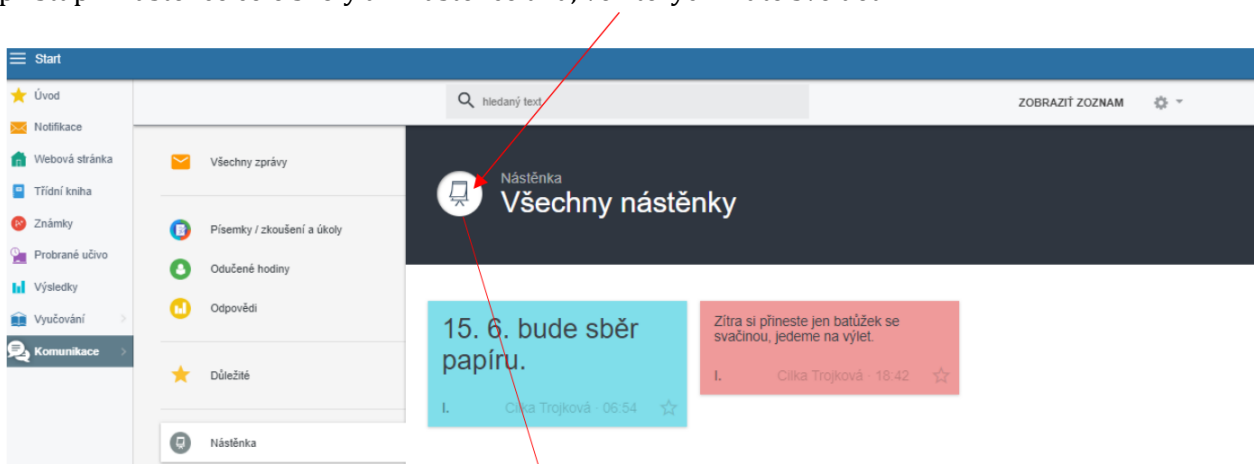 Start
Úvod
Notifikace
Webová stránka
Třídní kniha
Známky
Probrané učivo
Výsledky
Vyučování
Komunikace
hledaný text
ZOBRAZIŤ ZOZNAM
Všechny zprávy
Písemky / zkoušení a úkoly
Odučené hodiny
Odpovědi
Důležité
Nástěnka
Nástěnka
Všechny nástěnky
15. 6. bude sběr
papíru.
I. Cilka Trojková · 06:54
Zítra si přineste jen batůžek se
svačinou, jedeme na výlet.
I. Cilka Trojková · 18:42